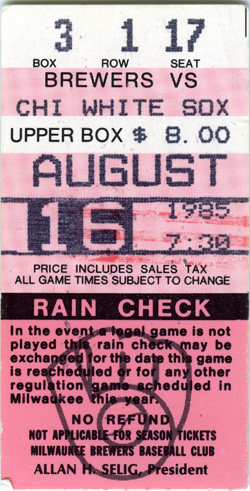 3 1 17
BOX ROW SEAT
BREWERS VS
CHI WHITE SOX
UPPER BOX $ 8.00
AUGUST
16 1985
7:30
PRICE INCLUDES SALES TAX
ALL GAME TIMES SUBJECT TO CHANGE
RAIN CHECK
In the event a legal game is not
played this rain check may be
exchanged for the date this game
is rescheduled or for any other
regulation game scheduled in
Milwaukee this year.
NO REFUND
NOT APPLICABLE FOR SEASON TICKETS
MILWAUKEE BREWERS BASEBALL CLUB
ALLAN H. SELIG, President